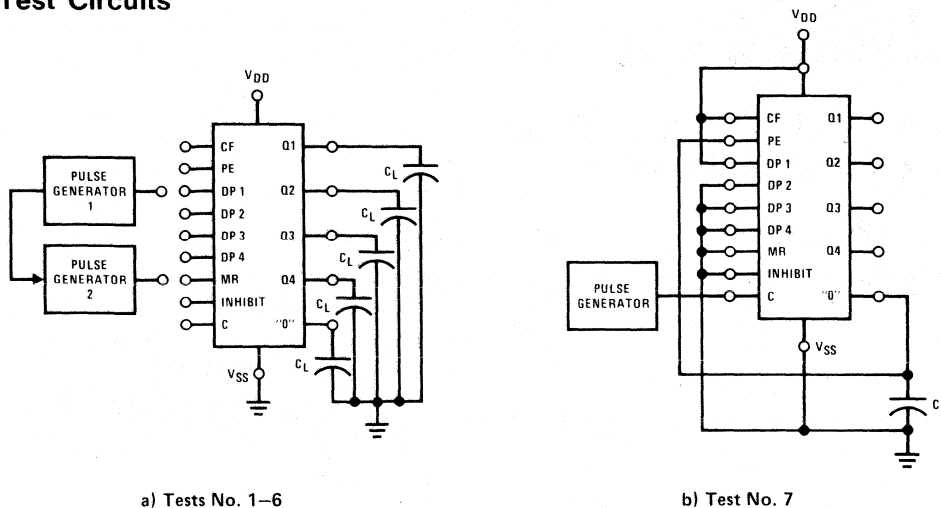 Test Circuits
VDD
PULSE
GENERATOR
1
PULSE
GENERATOR
2
CF
PE
DP 1
DP 2
DP 3
DP 4
MR
INHIBIT
C
Q1
Q2
Q3
Q4
"0"
CL
CL
CL
CL
CL
VSS
a) Tests No. 1–6
VDD
PULSE
GENERATOR
CF
PE
DP 1
DP 2
DP 3
DP 4
MR
INHIBIT
C
Q1
Q2
Q3
Q4
"0"
VSS
C
b) Test No. 7